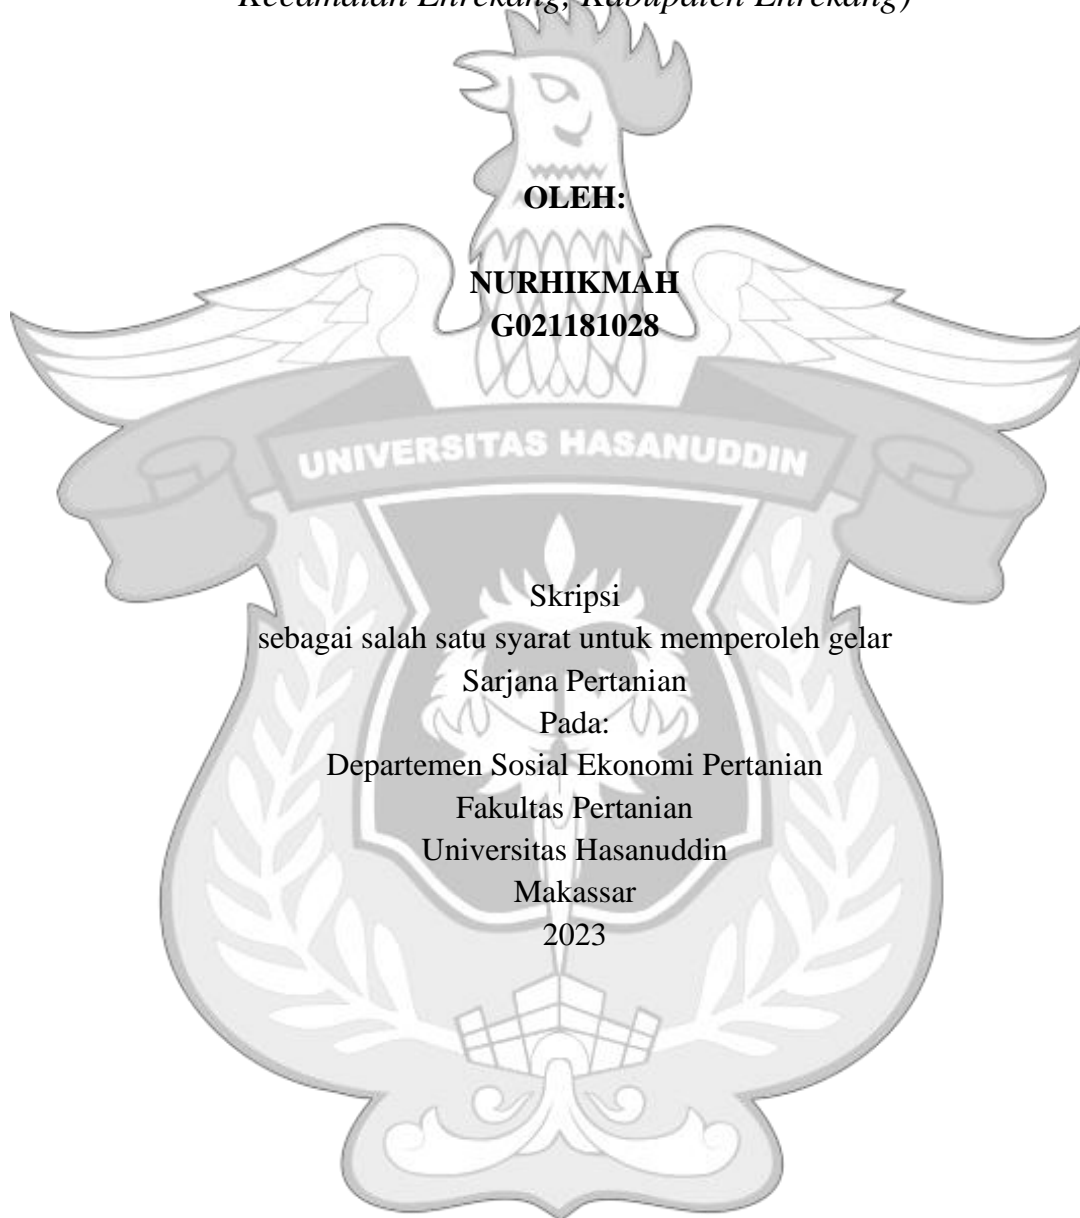 Kecamatan Enrekang, Kabupaten Enrekang)
OLEH:
NURHIKMAH
G021181028
UNIVERSITAS HASANUDDIN
Skripsi
sebagai salah satu syarat untuk memperoleh gelar
Sarjana Pertanian
Pada:
Departemen Sosial Ekonomi Pertanian
Fakultas Pertanian
Universitas Hasanuddin
Makassar
2023